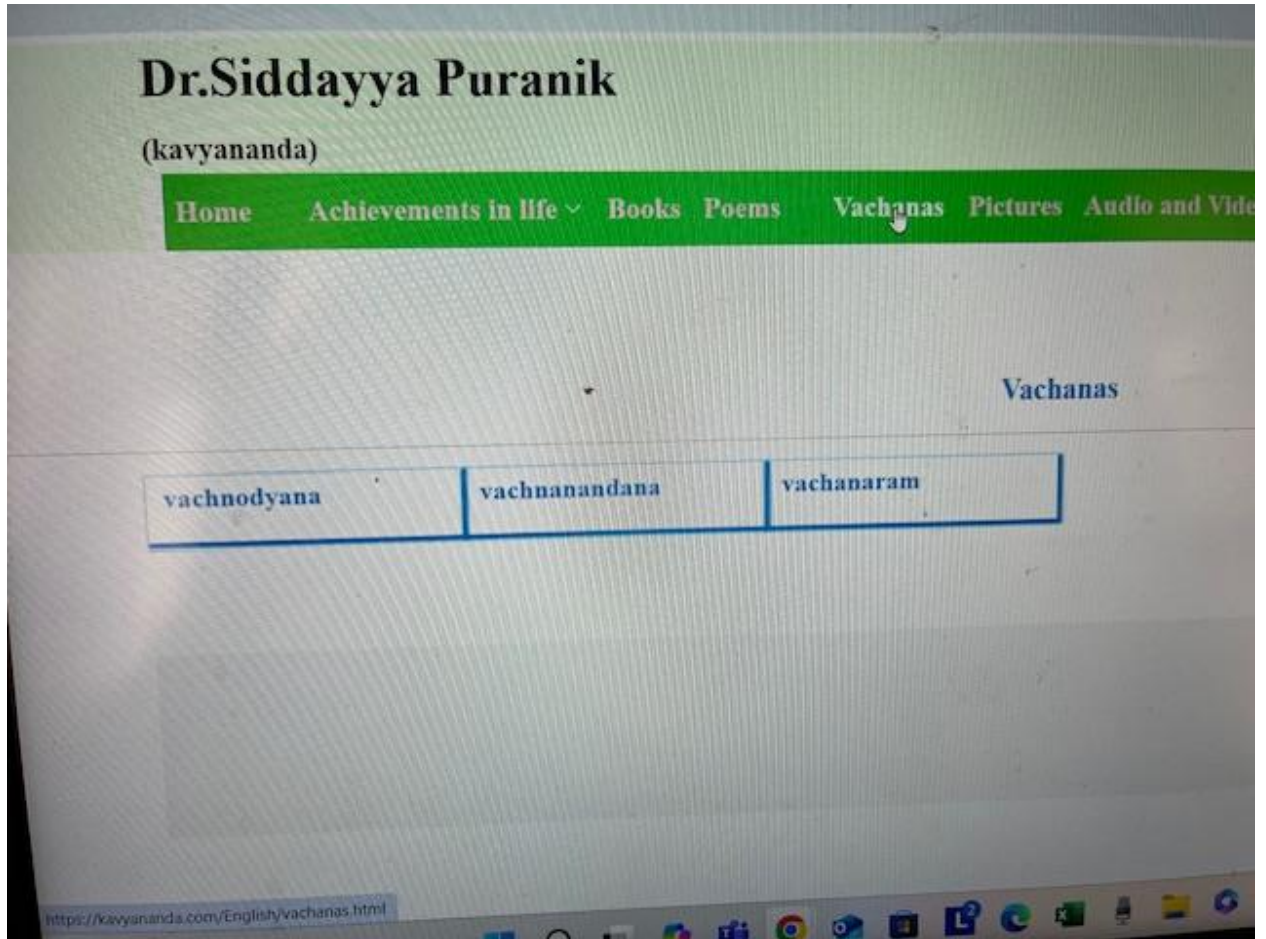 Dr.Siddayya Puranik
(kavyananda)
Home Achievements in life Books Poems Vachanas Pictures Audio and Vide
Vachanas
vachnodyana vachnanandana vachanaram
https://kavyananda.com/English/vachanas.html